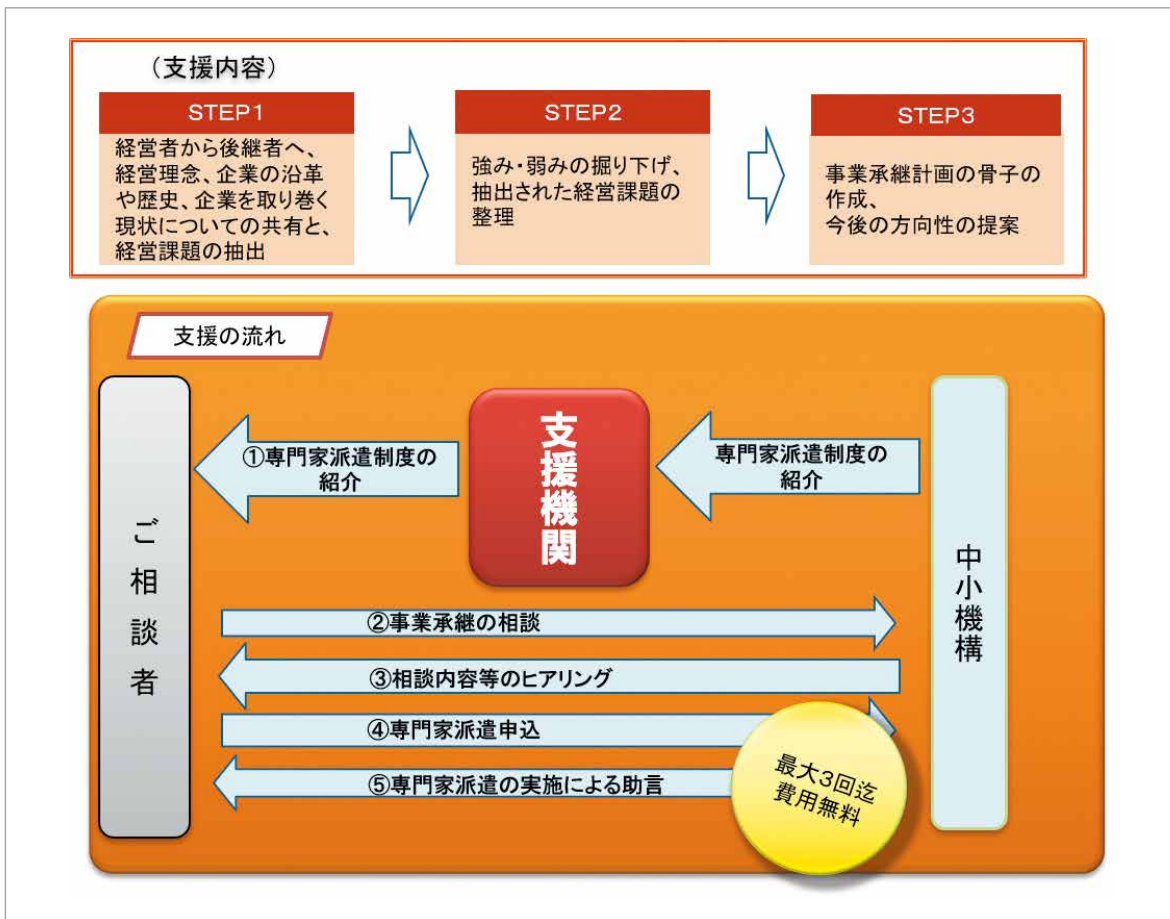 （支援内容）
STEP1
経営者から後継者へ、
経営理念、企業の沿革
や歴史、企業を取り巻く
現状についての共有と、
経営課題の抽出
STEP2
強み・弱みの掘り下げ、
抽出された経営課題の
整理
STEP3
事業承継計画の骨子の
作成、
今後の方向性の提案
支援の流れ
ご相談者
①専門家派遣制度の
紹介
支援機関
専門家派遣制度の
紹介
中小機構
②事業承継の相談
③相談内容等のヒアリング
④専門家派遣申込
⑤専門家派遣の実施による助言
最大3回迄
費用無料